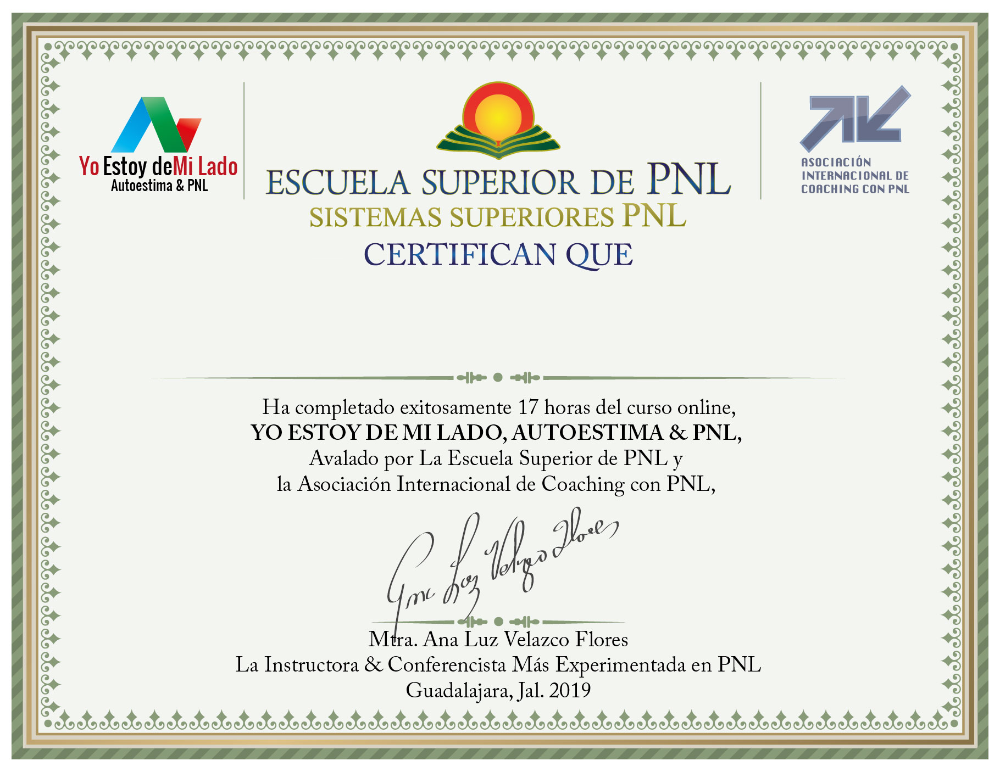 Yo Estoy deMi Lado
Autoestima & PNL
ESCUELA SUPERIOR DE PNL
SISTEMAS SUPERIORES PNL
CERTIFICAN QUE
ASOCIACIÓN
INTERNACIONAL DE
COACHING CON PNL
Ha completado exitosamente 17 horas del curso online,
YO ESTOY DE MI LADO, AUTOESTIMA & PNL,
Avalado por La Escuela Superior de PNL y
la Asociación Internacional de Coaching con PNL,
Ana Luz Velazco Flores
Mtra. Ana Luz Velazco Flores
La Instructora & Conferencista Más Experimentada en PNL
Guadalajara, Jal. 2019